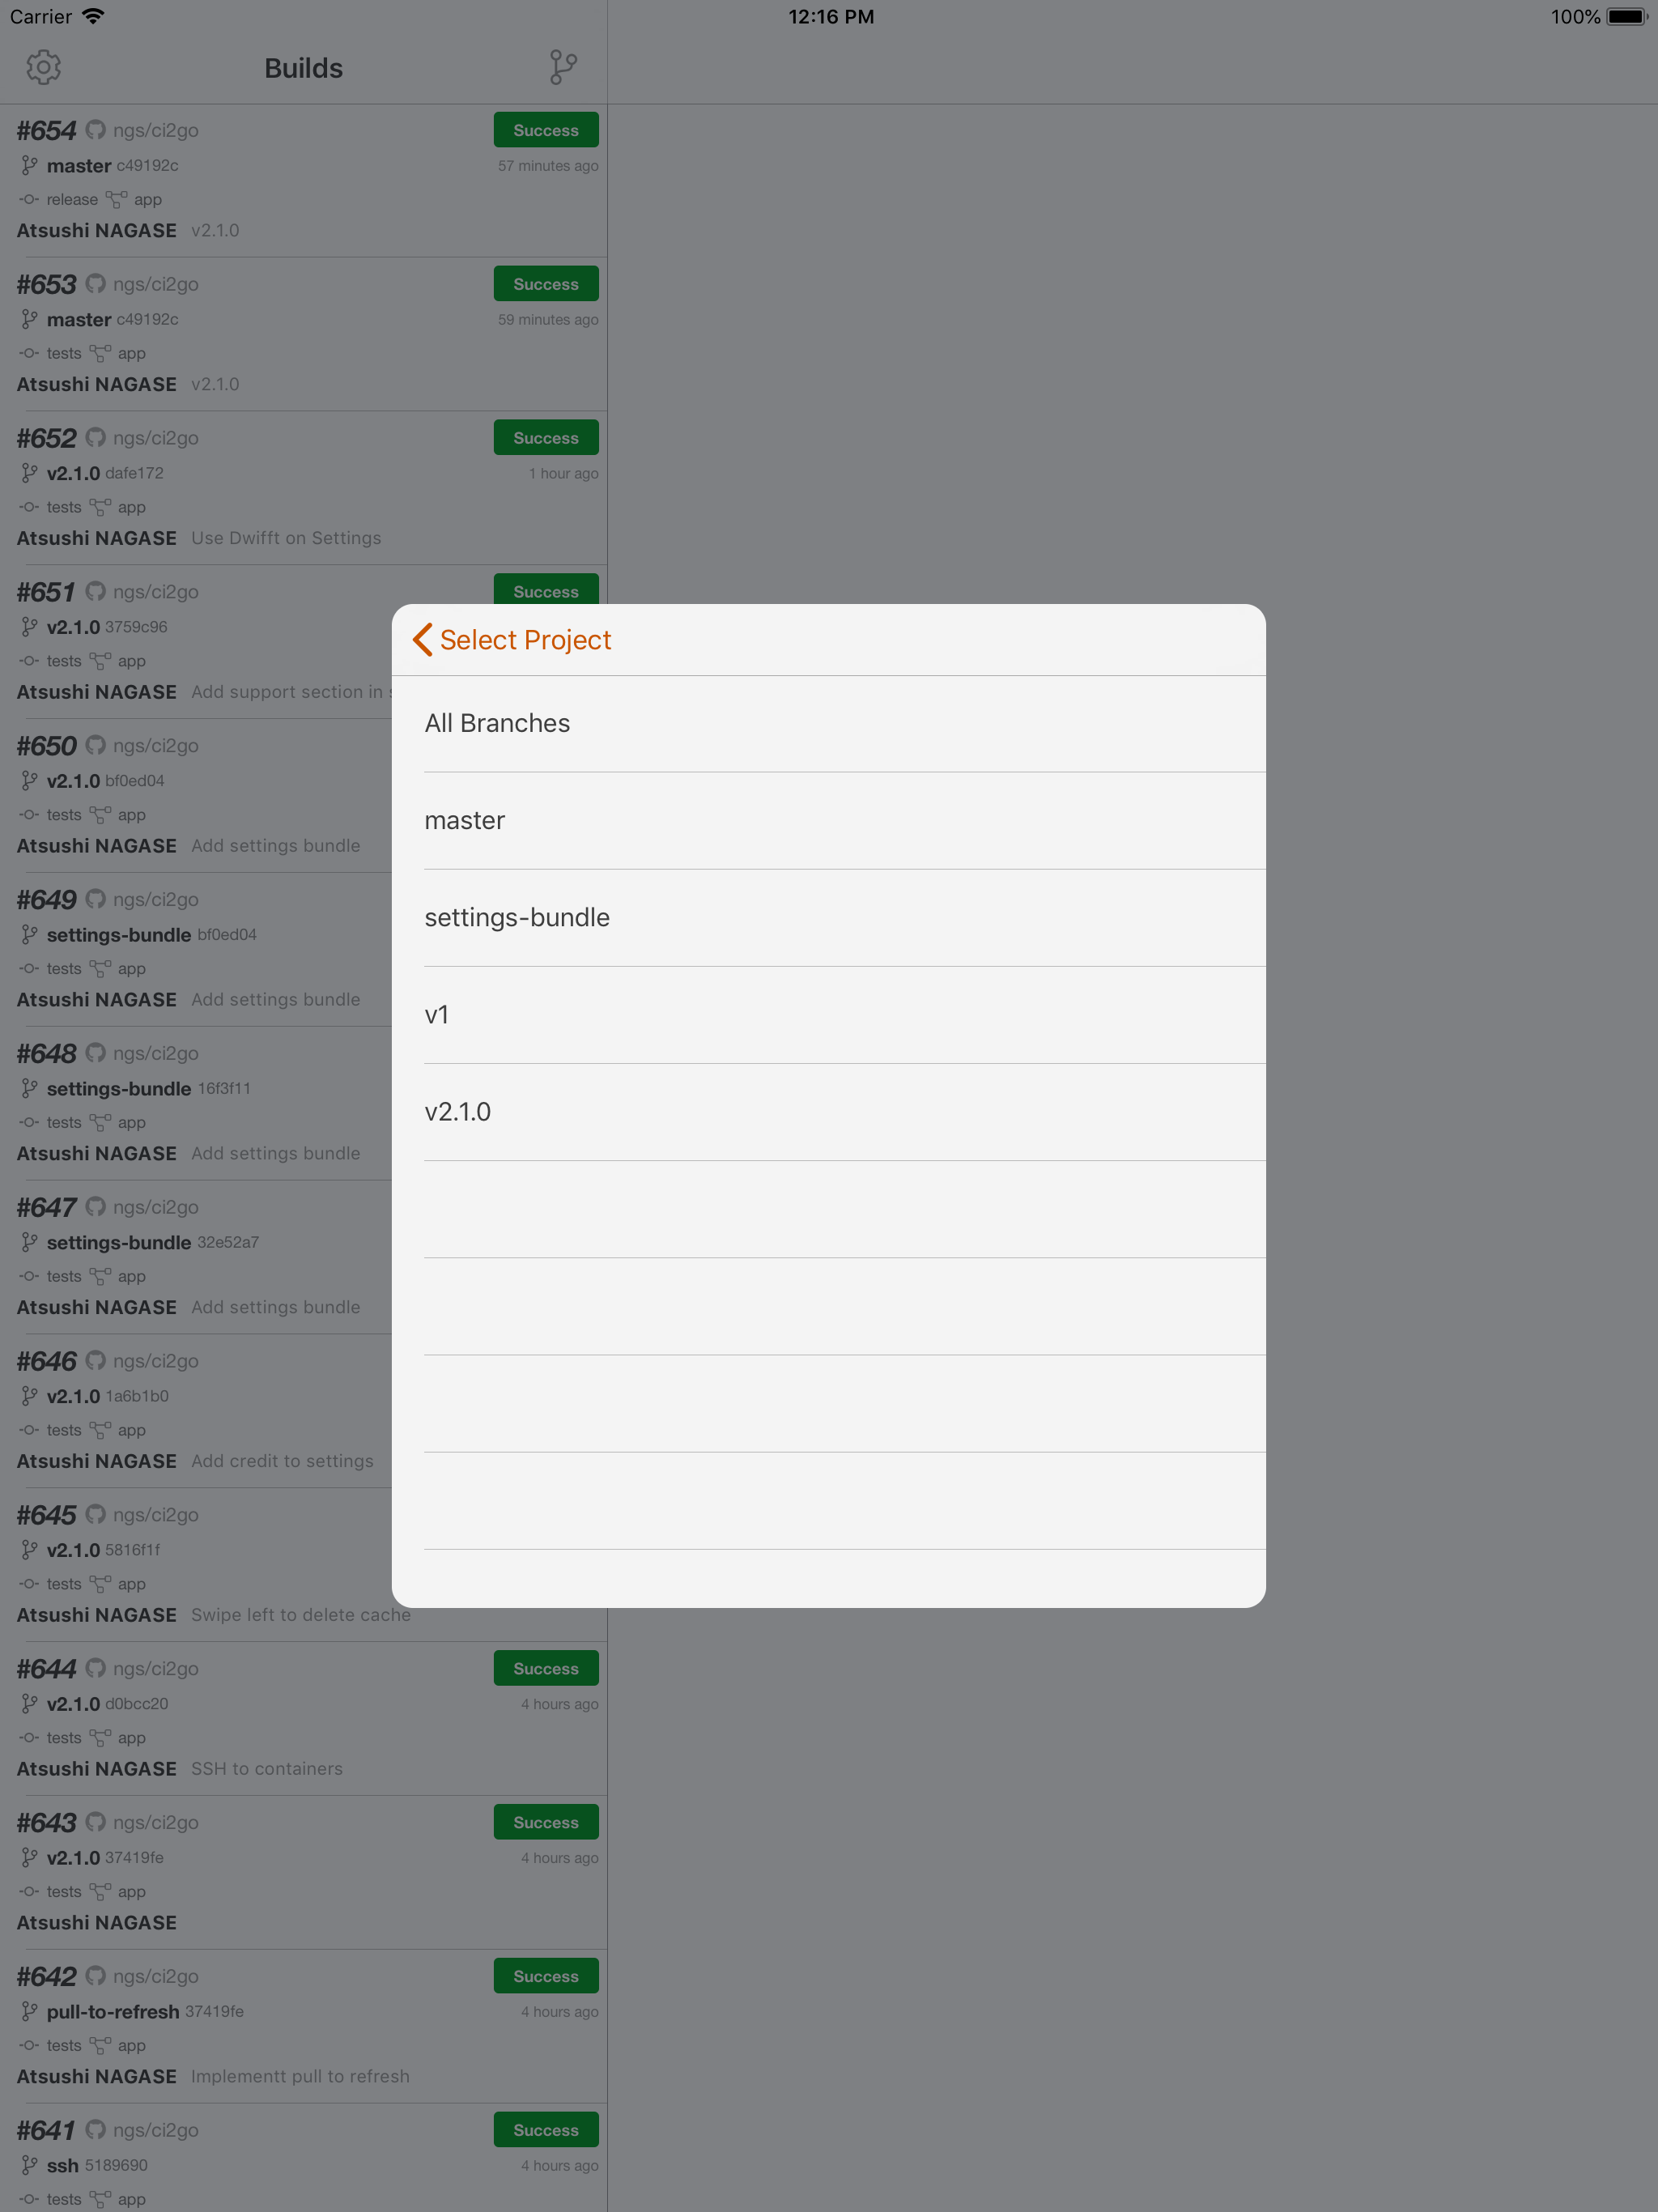 Carrier 12:16 PM 100%
Builds
#654 ngs/ci2go Success
master c49192c 57 minutes ago
release app
Atsushi NAGASE v2.1.0
#653 ngs/ci2go Success
master c49192c 59 minutes ago
tests app
Atsushi NAGASE v2.1.0
#652 ngs/ci2go Success
v2.1.0 dafe172 1 hour ago
tests app
Atsushi NAGASE Use Dwifft on Settings
#651 ngs/ci2go Success
v2.1.0 3759c96
tests app
Atsushi NAGASE Add support section in
#650 ngs/ci2go
v2.1.0 bf0ed04
tests app
Atsushi NAGASE Add settings bundle
#649 ngs/ci2go
settings-bundle bf0ed04
tests app
Atsushi NAGASE Add settings bundle
#648 ngs/ci2go
settings-bundle 16f3f11
tests app
Atsushi NAGASE Add settings bundle
#647 ngs/ci2go
settings-bundle 32e52a7
tests app
Atsushi NAGASE Add settings bundle
#646 ngs/ci2go
v2.1.0 1a6b1b0
tests app
Atsushi NAGASE Add credit to settings
#645 ngs/ci2go
v2.1.0 5816f1f
tests app
Atsushi NAGASE Swipe left to delete cache
#644 ngs/ci2go Success
v2.1.0 d0bcc20 4 hours ago
tests app
Atsushi NAGASE SSH to containers
#643 ngs/ci2go Success
v2.1.0 37419fe 4 hours ago
tests app
Atsushi NAGASE
#642 ngs/ci2go Success
pull-to-refresh 37419fe 4 hours ago
tests app
Atsushi NAGASE Implementt pull to refresh
#641 ngs/ci2go Success
ssh 5189690 4 hours ago
tests app
Select Project
All Branches
master
settings-bundle
v1
v2.1.0